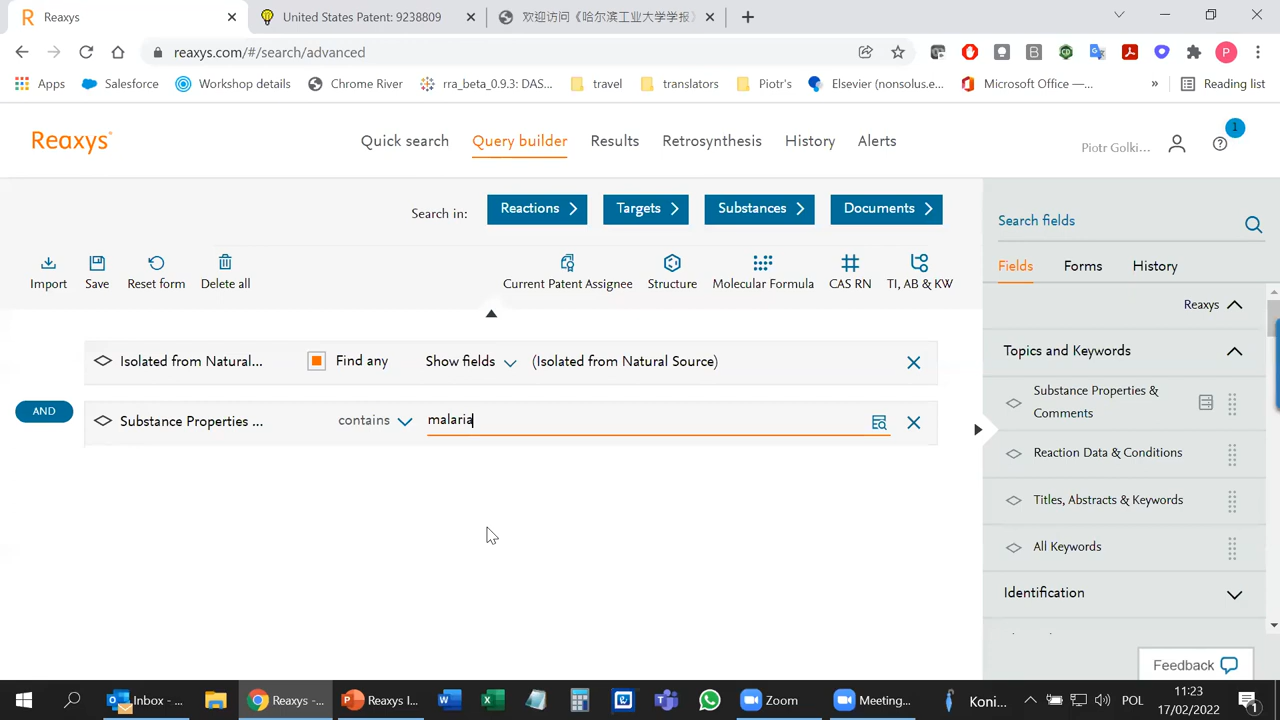 Reaxys
United States Patent: 9238809
欢迎访问《哈尔滨工业大学学报》
reaxys.com/#/search/advanced
P
Apps
Salesforce
Workshop details
Chrome River
rra_beta_0.9.3: DAS...
travel
translators
Piotr's
Elsevier (nonsolus.e...
Microsoft Office —...
»
Reading list
Reaxys
Quick search
Query builder
Results
Retrosynthesis
History
Alerts
Piotr Golki...
1
Search in:
Reactions
Targets
Substances
Documents
Import
Save
Reset form
Delete all
Current Patent Assignee
Structure
Molecular Formula
CAS RN
TI, AB & KW
Isolated from Natural...
Find any
Show fields
(Isolated from Natural Source)
AND
Substance Properties ...
contains
malaria
Search fields
Fields
Forms
History
Reaxys
Topics and Keywords
Substance Properties &
Comments
Reaction Data & Conditions
Titles, Abstracts & Keywords
All Keywords
Identification
Feedback
Inbox - ...
Reaxys -...
Reaxys I...
Zoom
Meeting...
Koni...
POL
11:23
17/02/2022
1